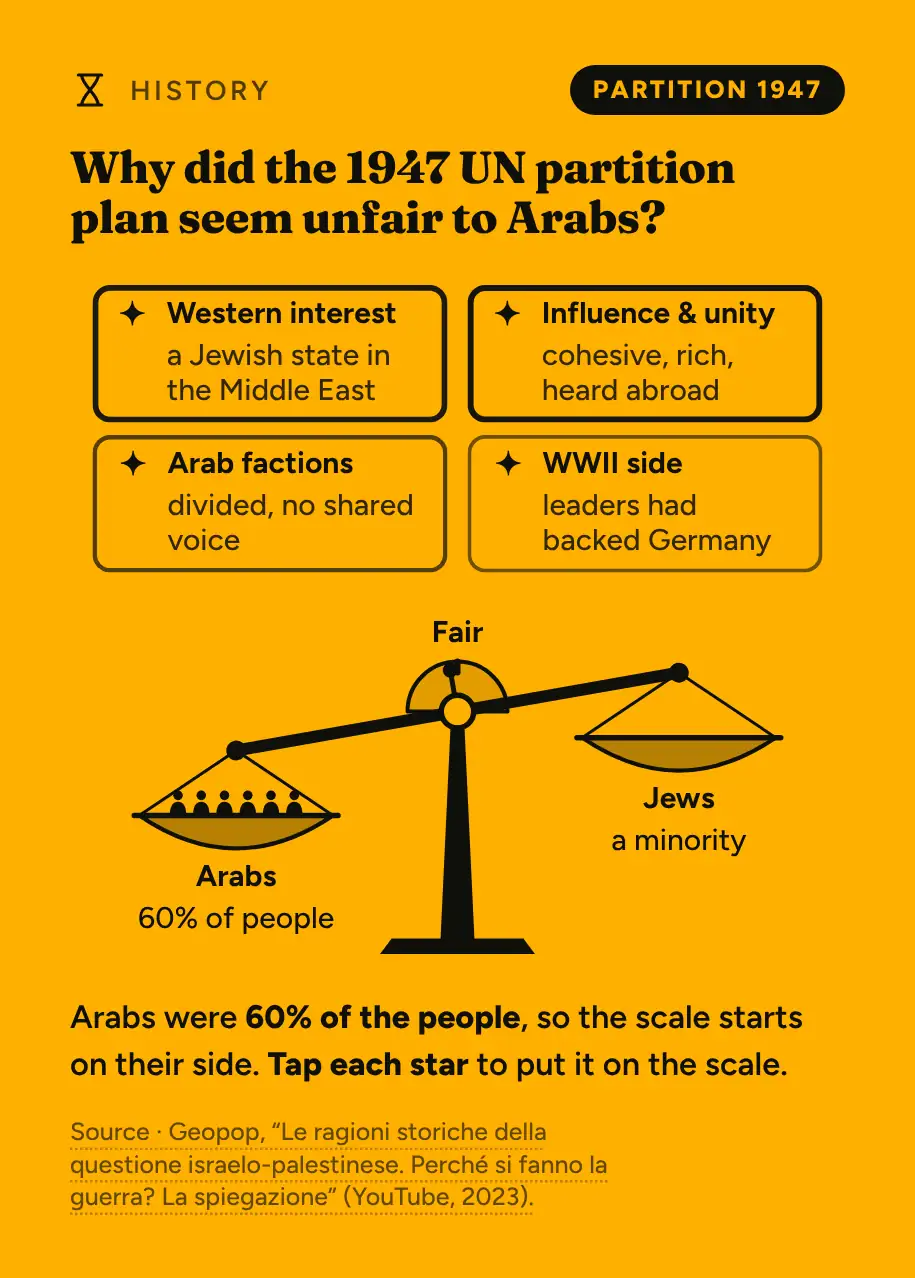 HISTORY
PARTITION 1947
Why did the 1947 UN partition
plan seem unfair to Arabs?
Western interest
a Jewish state in
the Middle East
Influence & unity
cohesive, rich,
heard abroad
Arab factions
divided, no shared
voice
WWII side
leaders had
backed Germany
Fair
Jews
a minority
Arabs
60% of people
Arabs were 60% of the people, so the scale starts
on their side. Tap each star to put it on the scale.
Source · Geopop, “Le ragioni storiche della
questione israelo-palestinese. Perché si fanno la
guerra? La spiegazione” (YouTube, 2023).